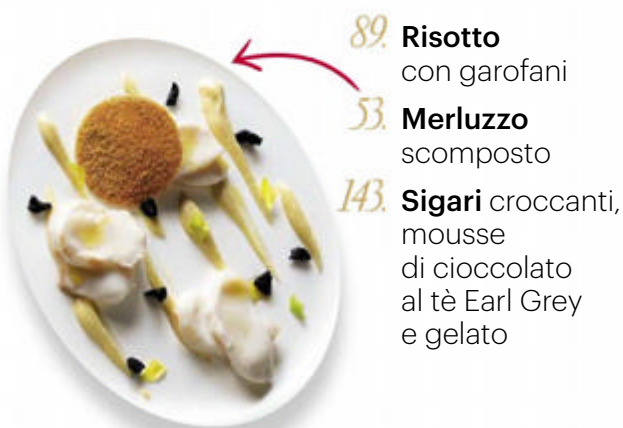 89. Risotto
con garofani
53. Merluzzo
scomposto
143. Sigari croccanti,
mousse
di cioccolato
al tè Earl Grey
e gelato